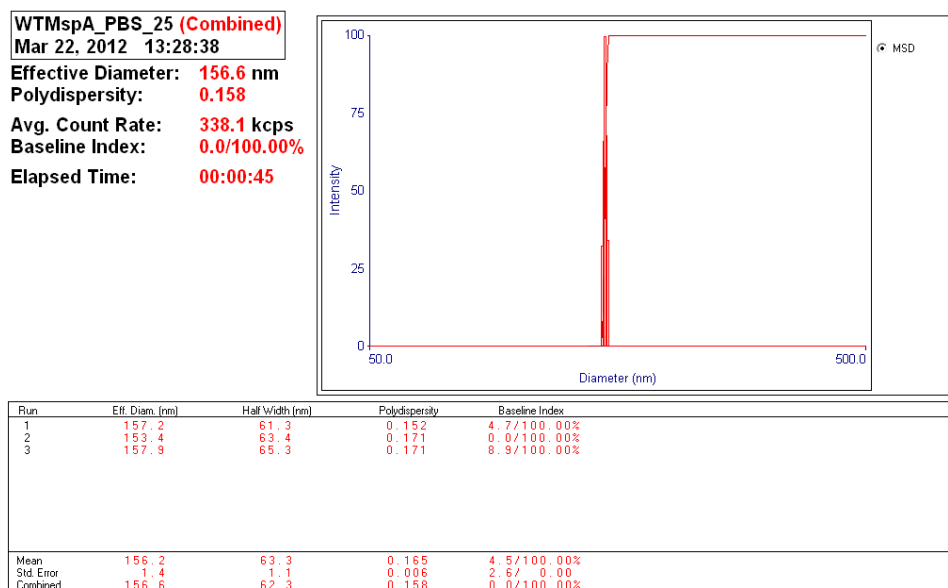 WTMspA_PBS_25 (Combined)
Mar 22, 2012 13:28:38
Effective Diameter: 156.6 nm
Polydispersity: 0.158
Avg. Count Rate: 338.1 kcps
Baseline Index: 0.0/100.00%
Elapsed Time: 00:00:45
100
75
50
25
0
Intensity
50.0
500.0
Diameter (nm)
MSD
Run Eff. Diam. (nm) Half Width (nm) Polydispersity Baseline Index
1 157.2 61.3 0.152 4.7/100.00%
2 153.4 63.4 0.171 0.0/100.00%
3 157.9 65.3 0.171 8.9/100.00%
Mean 156.2 63.3 0.165 4.5/100.00%
Std. Error 1.4 1.1 0.006 2.6/ 0.00
Combined 156.6 62.3 0.158 0.0/100.00%